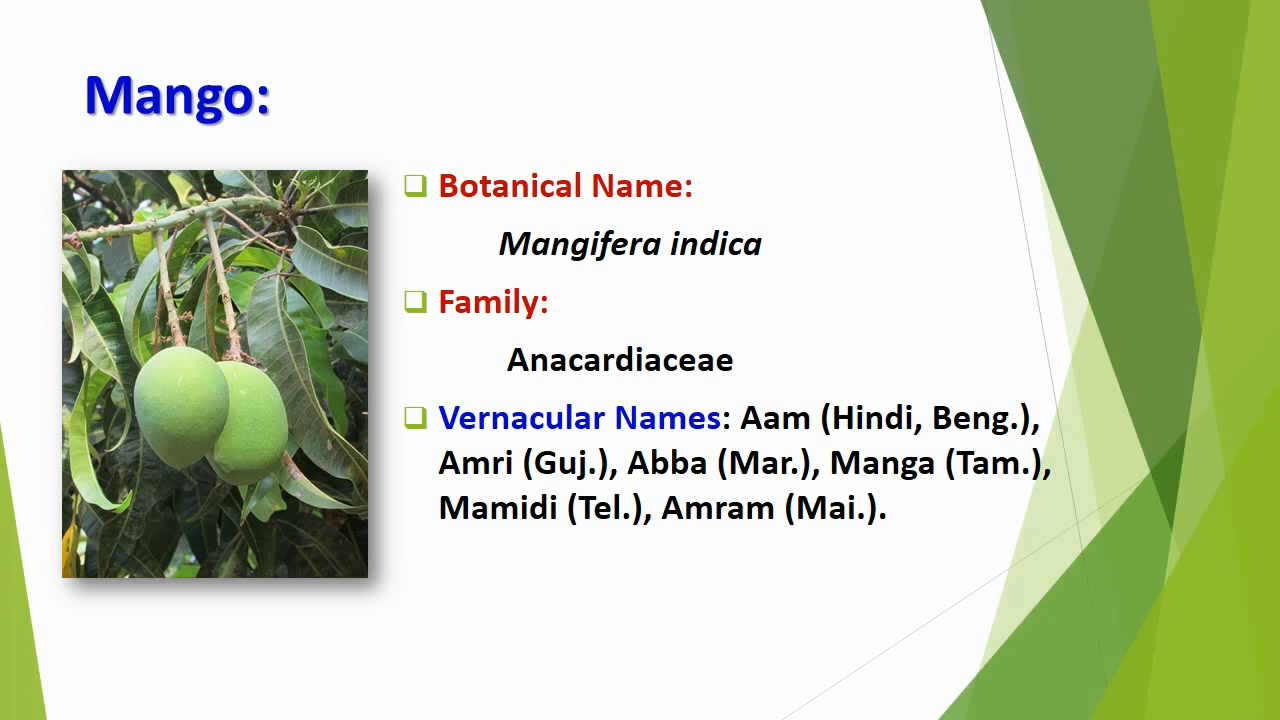 Mango:
Botanical Name:
Mangifera indica
Family:
Anacardiaceae
Vernacular Names: Aam (Hindi, Beng.),
Amri (Guj.), Abba (Mar.), Manga (Tam.),
Mamidi (Tel.), Amram (Mai.).